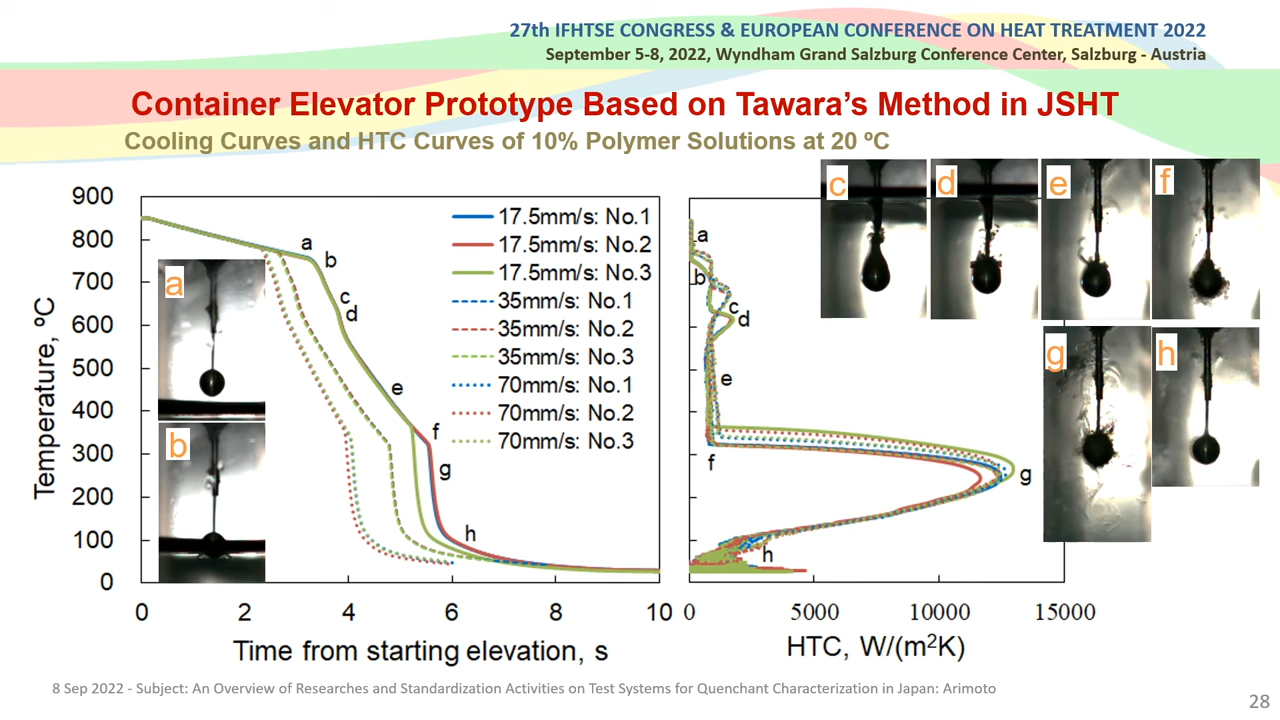 27th IFHTSE CONGRESS & EUROPEAN CONFERENCE ON HEAT TREATMENT 2022
September 5-8, 2022, Wyndham Grand Salzburg Conference Center, Salzburg - Austria
Container Elevator Prototype Based on Tawara’s Method in JSHT
Cooling Curves and HTC Curves of 10% Polymer Solutions at 20 ºC
900
800
700
600
500
400
300
200
100
0
Temperature, ºC
0 2 4 6 8 10
Time from starting elevation, s
17.5mm/s: No.1
17.5mm/s: No.2
17.5mm/s: No.3
35mm/s: No.1
35mm/s: No.2
35mm/s: No.3
70mm/s: No.1
70mm/s: No.2
70mm/s: No.3
a
b
c
d
e
f
g
h
a
b
a
b
c
d
e
f
g
h
0 5000 10000 15000
HTC, W/(m2K)
c d e f
g h
8 Sep 2022 - Subject: An Overview of Researches and Standardization Activities on Test Systems for Quenchant Characterization in Japan: Arimoto
28